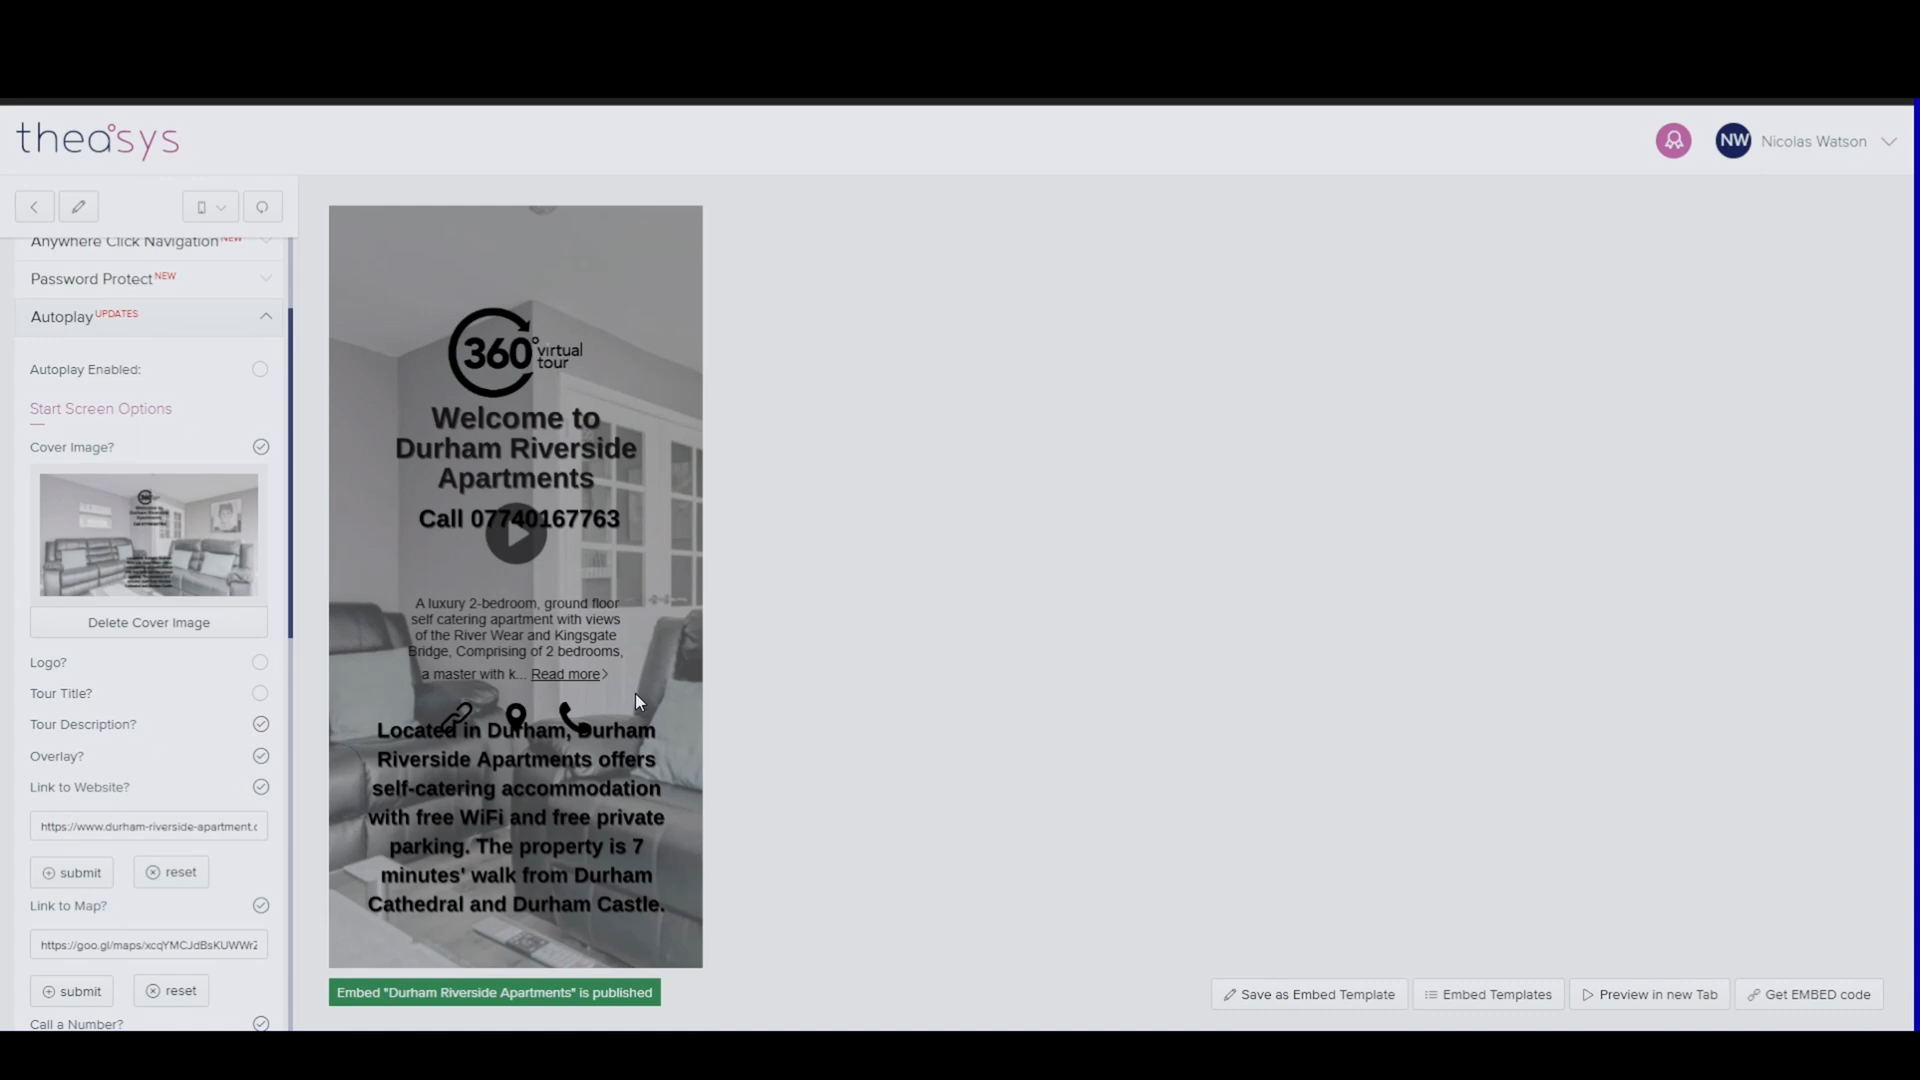 theasys
NW Nicolas Watson
Anywhere Click Navigation NEW
Password Protect NEW
Autoplay UPDATES
Autoplay Enabled:
Start Screen Options
Cover Image?
Delete Cover Image
Logo?
Tour Title?
Tour Description?
Overlay?
Link to Website?
https://www.durham-riverside-apartment.c
submit
reset
Link to Map?
https://goo.gl/maps/xcqYMCJdBsKUWWrZ
submit
reset
Call a Number?
360° virtual
tour
Welcome to
Durham Riverside
Apartments
Call 07740167763
A luxury 2-bedroom, ground floor
self catering apartment with views
of the River Wear and Kingsgate
Bridge, Comprising of 2 bedrooms,
a master with k... Read more>
Located in Durham, Durham
Riverside Apartments offers
self-catering accommodation
with free WiFi and free private
parking. The property is 7
minutes' walk from Durham
Cathedral and Durham Castle.
Embed "Durham Riverside Apartments" is published
Save as Embed Template
Embed Templates
Preview in new Tab
Get EMBED code